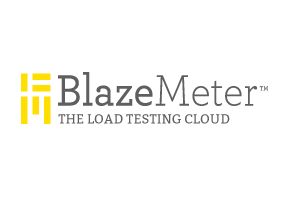 BlazeMeter™
THE LOAD TESTING CLOUD